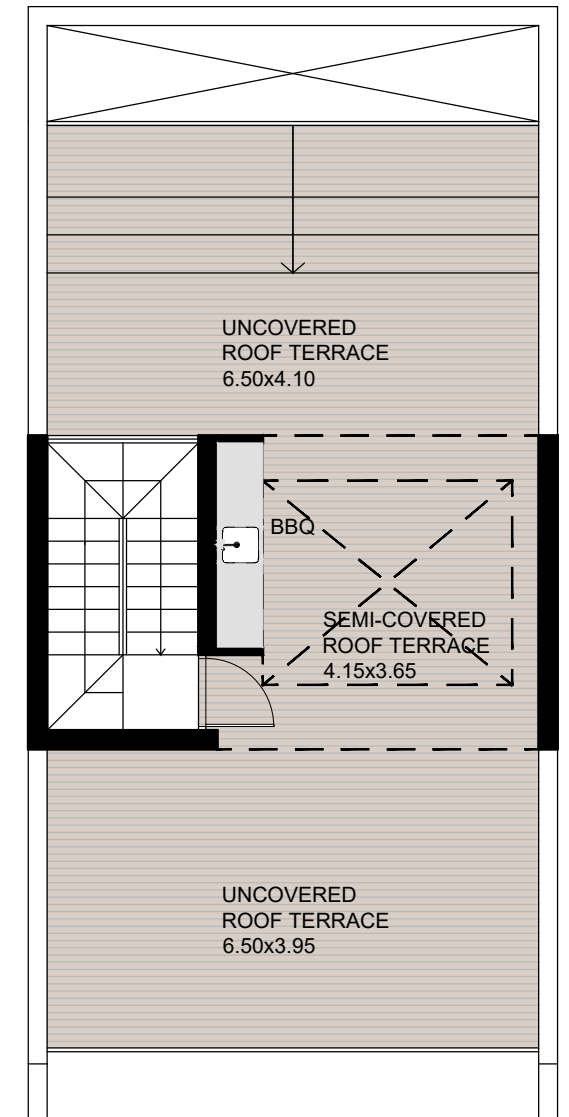 UNCOVERED
ROOF TERRACE
6.50x4.10
BBQ
SEMI-COVERED
ROOF TERRACE
4.15x3.65
UNCOVERED
ROOF TERRACE
6.50x3.95